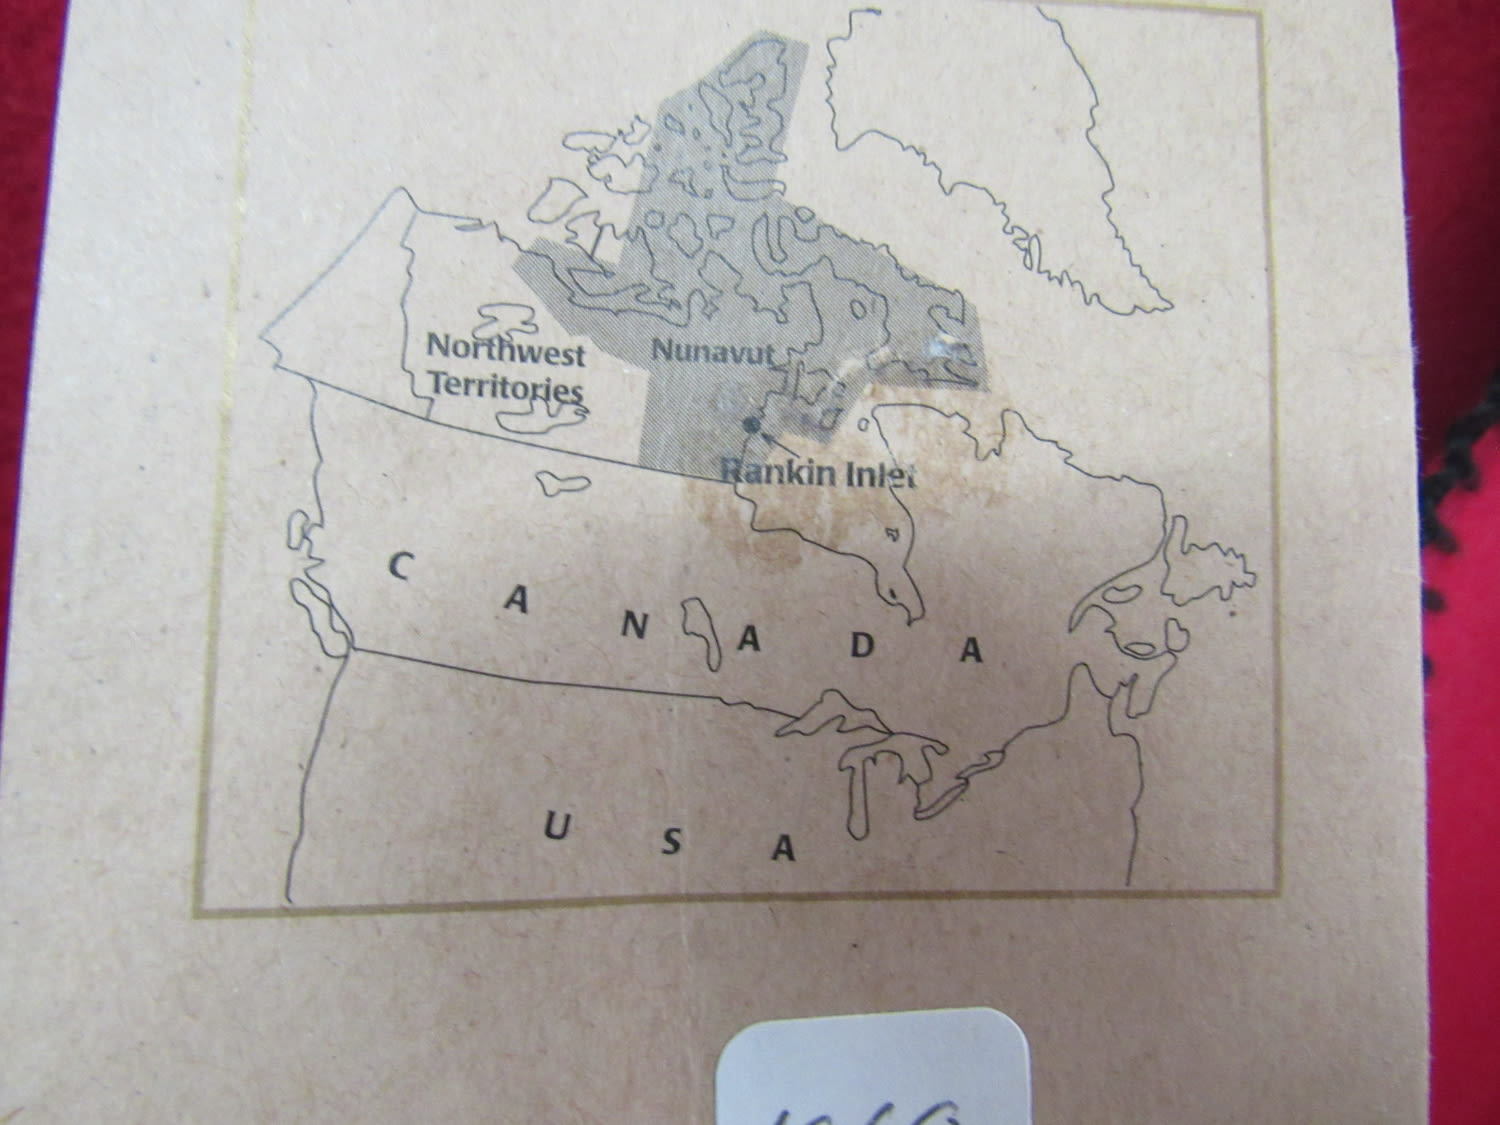 Northwest
Territories
Nunavut
Rankin Inlet
C A N A D A
U S A